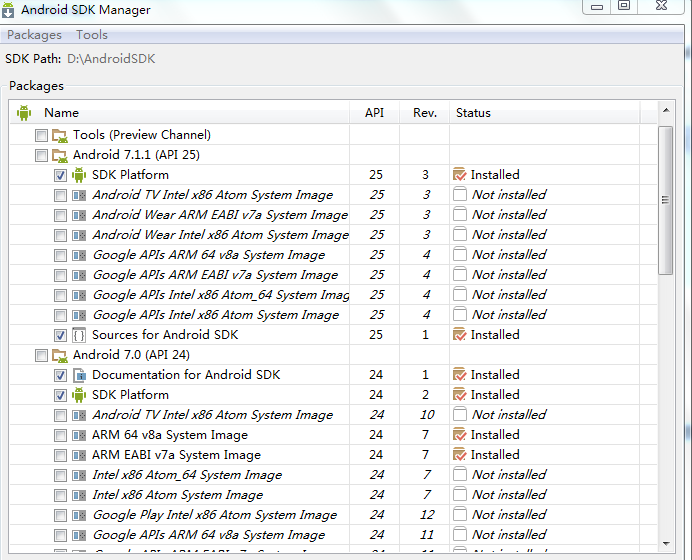 Android SDK Manager
Packages Tools
SDK Path: D:\AndroidSDK
Packages
Name API Rev. Status
Tools (Preview Channel)
Android 7.1.1 (API 25)
SDK Platform 25 3 Installed
Android TV Intel x86 Atom System Image 25 3 Not installed
Android Wear ARM EABI v7a System Image 25 3 Not installed
Android Wear Intel x86 Atom System Image 25 3 Not installed
Google APIs ARM 64 v8a System Image 25 4 Not installed
Google APIs ARM EABI v7a System Image 25 4 Not installed
Google APIs Intel x86 Atom_64 System Imag 25 4 Not installed
Google APIs Intel x86 Atom System Image 25 4 Not installed
Sources for Android SDK 25 1 Installed
Android 7.0 (API 24)
Documentation for Android SDK 24 1 Installed
SDK Platform 24 2 Installed
Android TV Intel x86 Atom System Image 24 10 Not installed
ARM 64 v8a System Image 24 7 Installed
ARM EABI v7a System Image 24 7 Installed
Intel x86 Atom_64 System Image 24 7 Not installed
Intel x86 Atom System Image 24 7 Not installed
Google Play Intel x86 Atom System Image 24 12 Not installed
Google APIs ARM 64 v8a System Image 24 11 Not installed